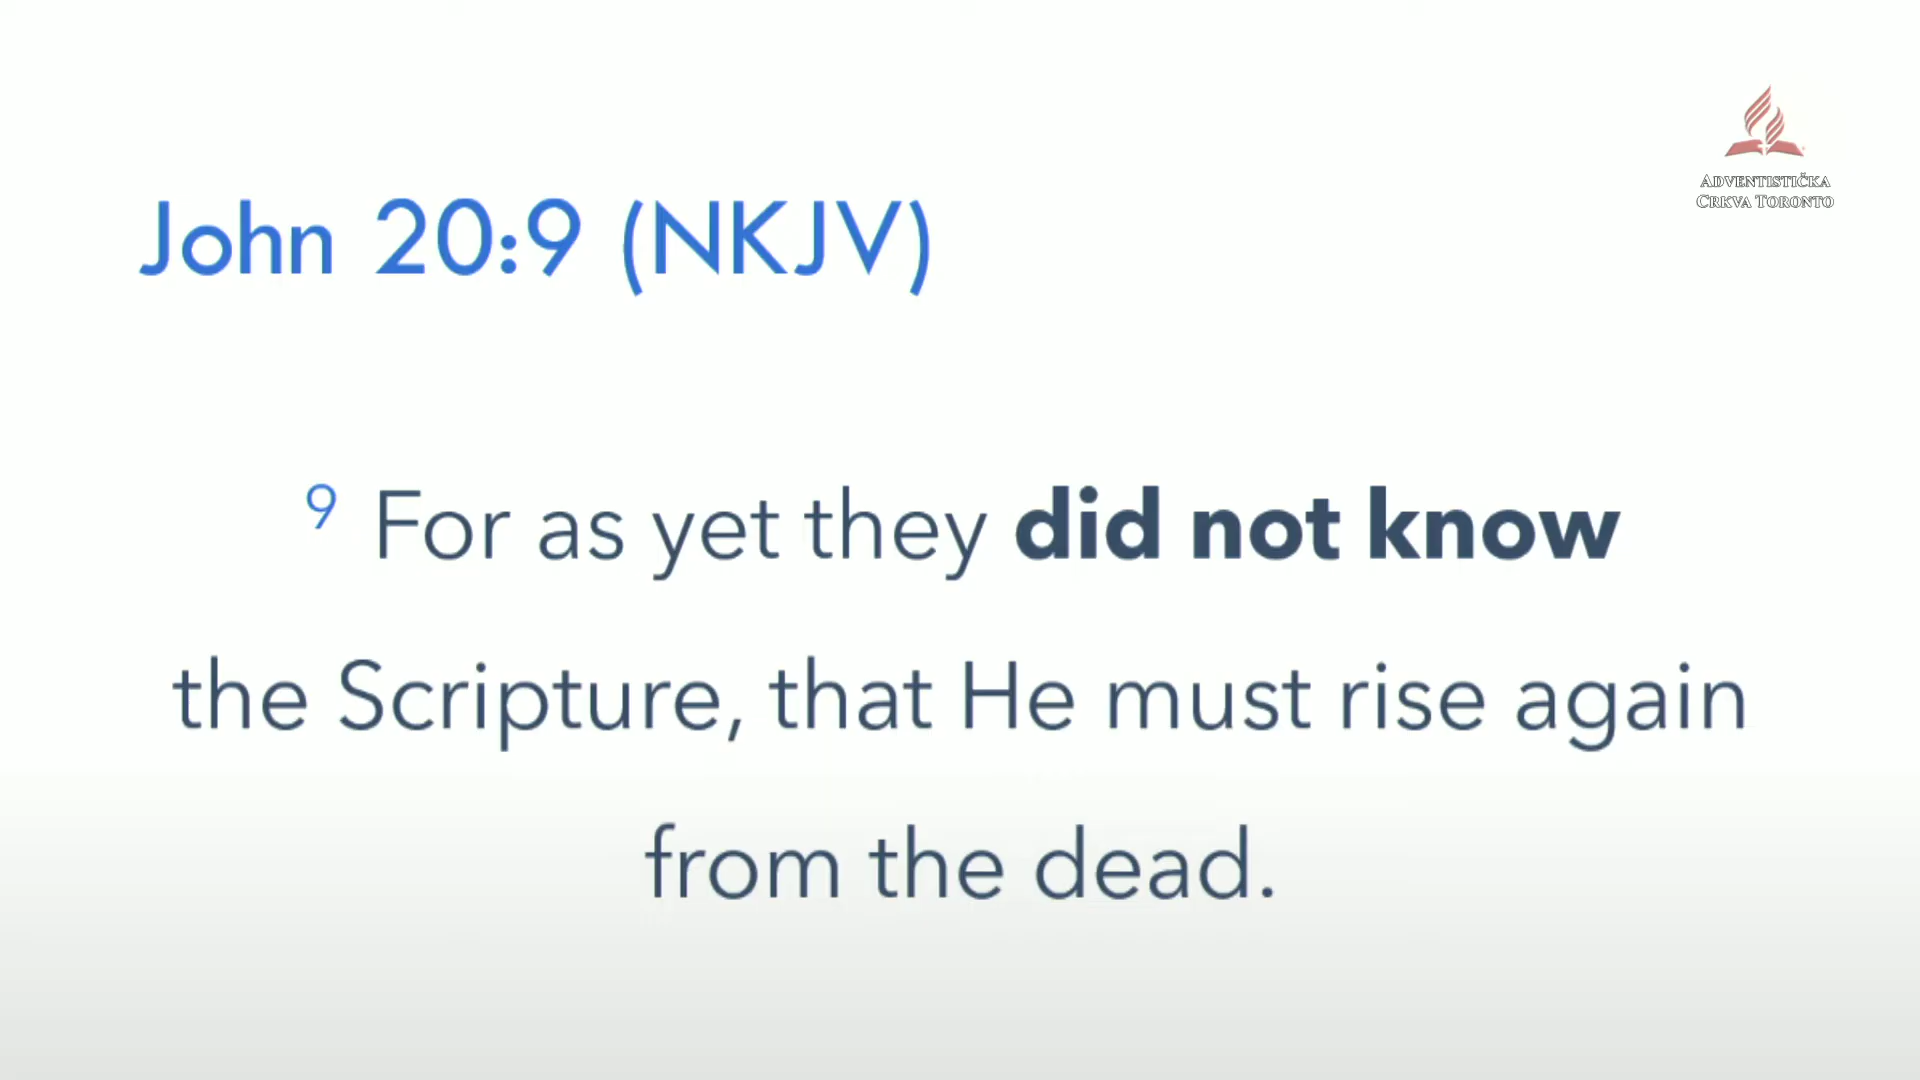 ADVENTISTIČKA
CRKVA TORONTO
John 20:9 (NKJV)
9 For as yet they did not know
the Scripture, that He must rise again
from the dead.